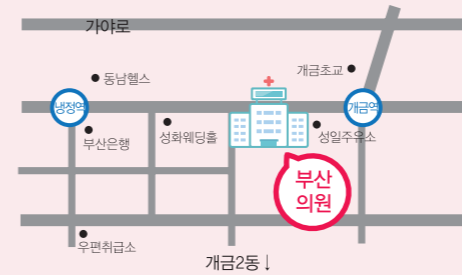 가야로
개금초교
동남헬스
냉정역
개금역
부산은행
성화웨딩홀
성일주유소
부산
의원
우편취급소
개금2동↓